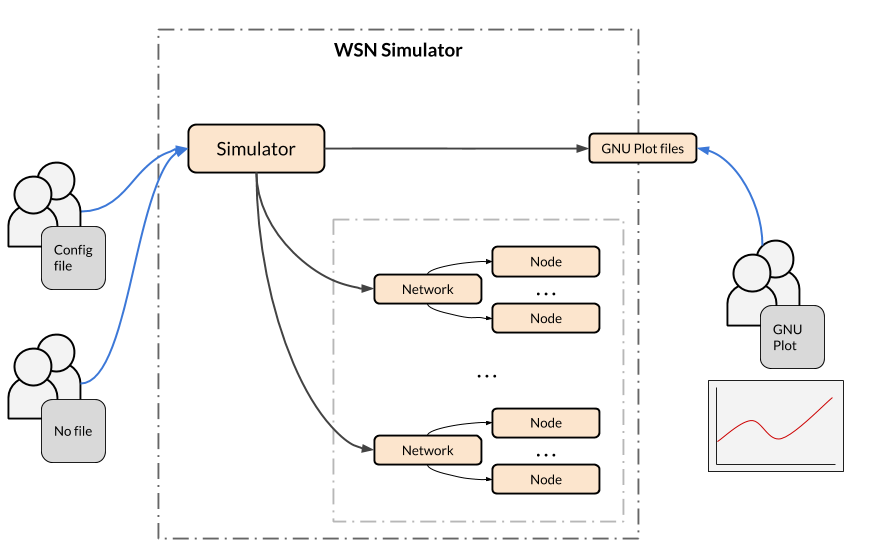 WSN Simulator
Simulator
GNU Plot files
Config
file
Node
Network
...
Node
GNU
Plot
...
No file
Node
Network
...
Node